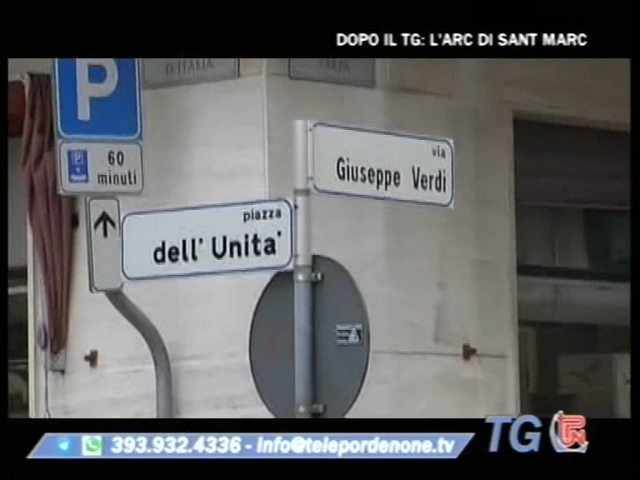 DOPO IL TG: L'ARC DI SANT MARC
D'ITALIA
P
60
minuti
via
Giuseppe Verdi
piazza
dell' Unita'
393.932.4336 - Info@telepordenone.tv
TG